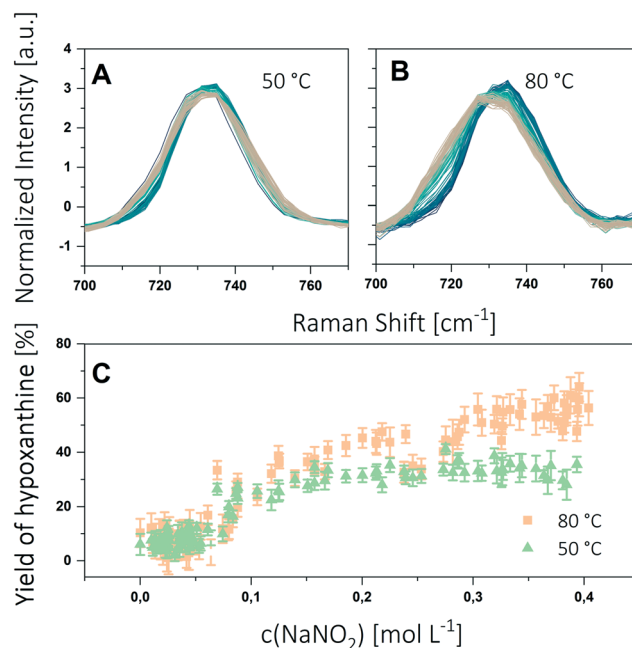 Normalized Intensity [a.u.]
4
3
2
1
0
-1
A
50 °C
700 720 740 760
B
80 °C
700 720 740 760
Raman Shift [cm-1]
Yield of hypoxanthine [%]
80
60
40
20
0
C
80 °C
50 °C
0,0 0,1 0,2 0,3 0,4
c(NaNO2) [mol L-1]